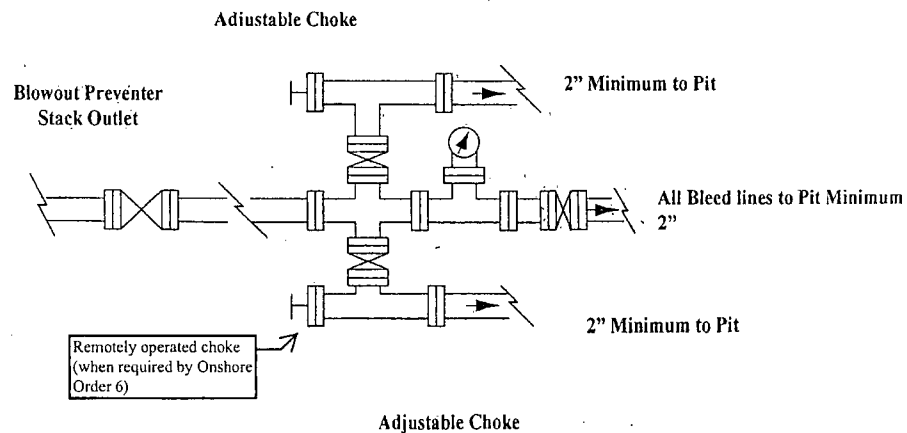 Adjustable Choke
2” Minimum to Pit
Blowout Preventer
Stack Outlet
All Bleed lines to Pit Minimum
2”
2” Minimum to Pit
Remotely operated choke
(when required by Onshore
Order 6)
Adjustable Choke